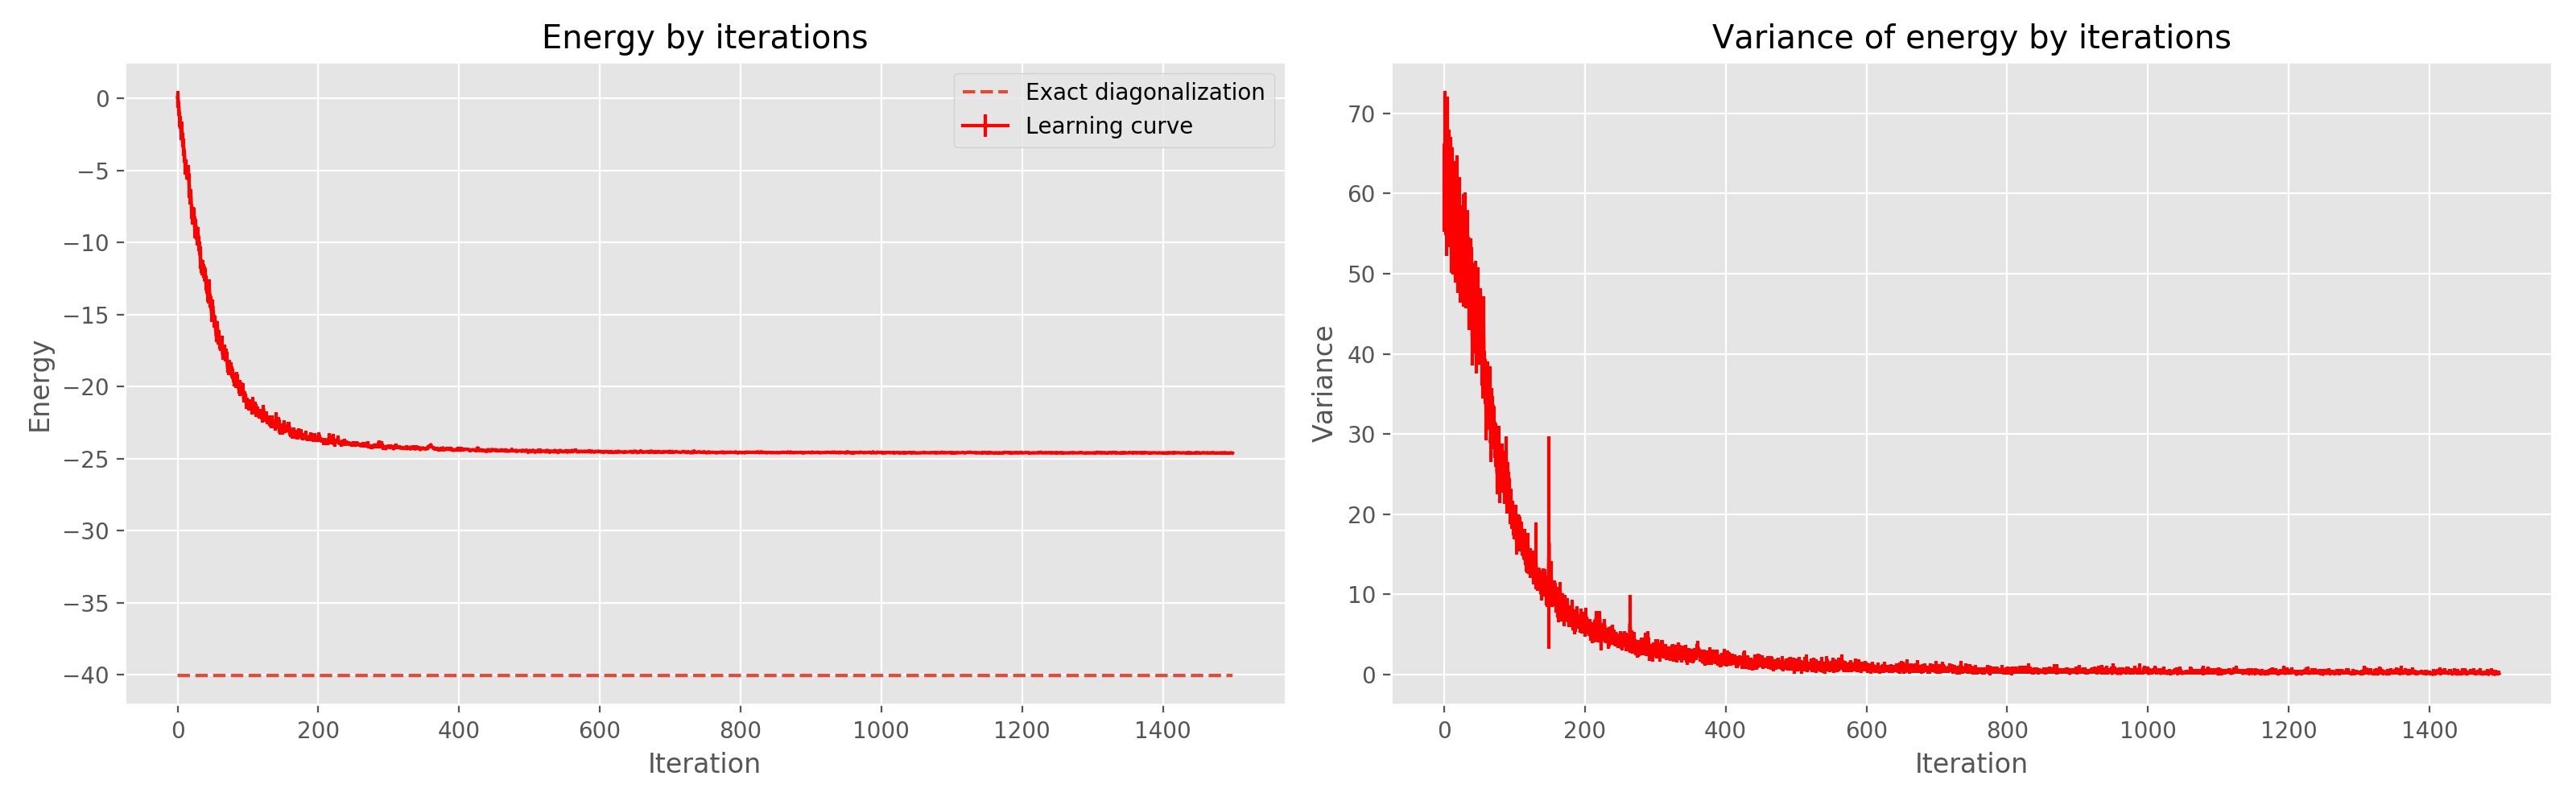 Energy by iterations
Exact diagonalization
Learning curve
0
−5
−10
−15
−20
−25
−30
−35
−40
Energy
0 200 400 600 800 1000 1200 1400
Iteration
Variance of energy by iterations
70
60
50
40
30
20
10
0
Variance
0 200 400 600 800 1000 1200 1400
Iteration